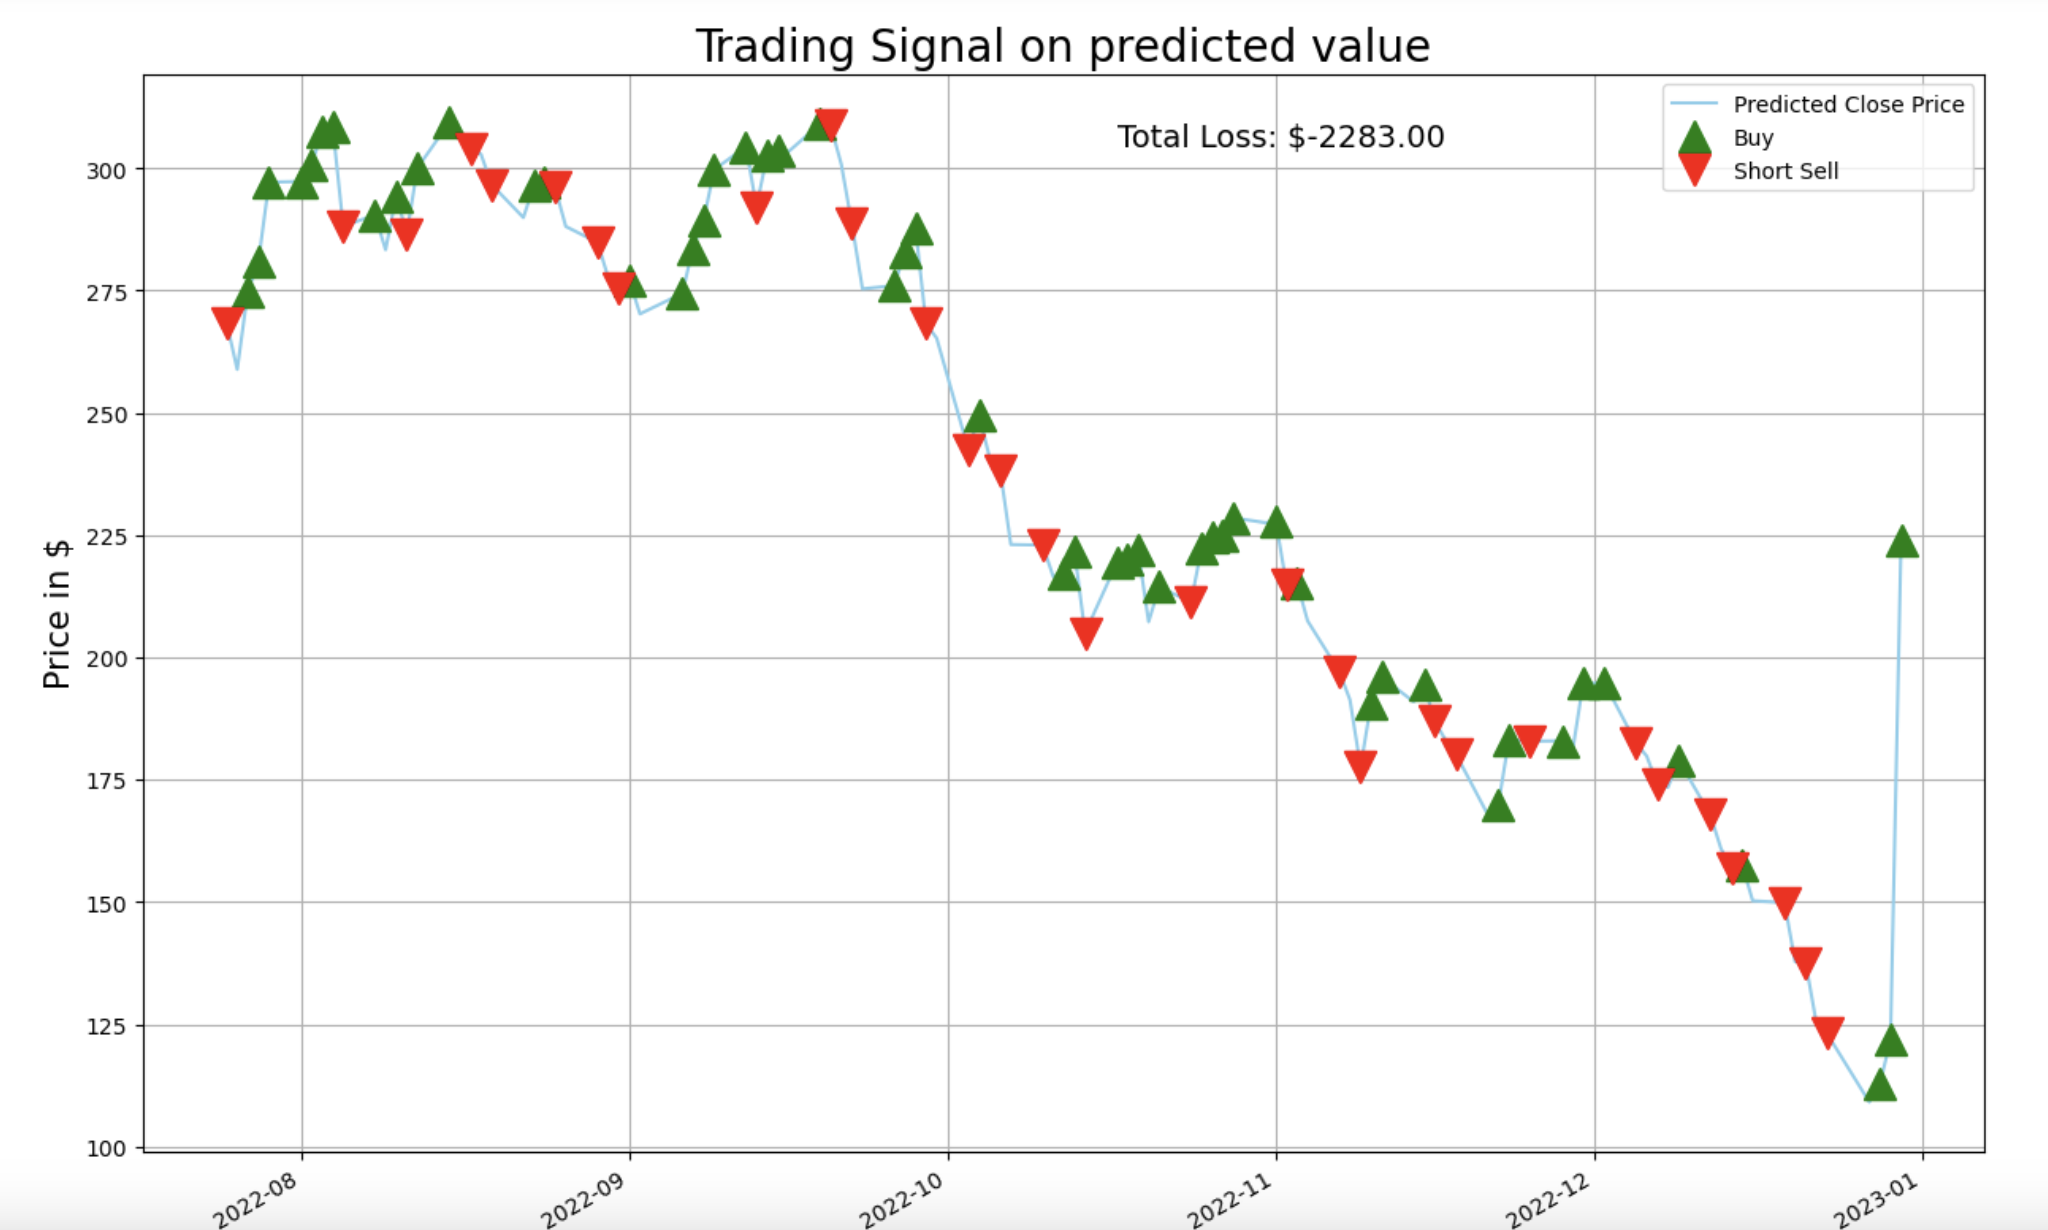 Trading Signal on predicted value
Predicted Close Price
Buy
Short Sell
Total Loss: $-2283.00
Price in $
300
275
250
225
200
175
150
125
100
2022-08
2022-09
2022-10
2022-11
2022-12
2023-01